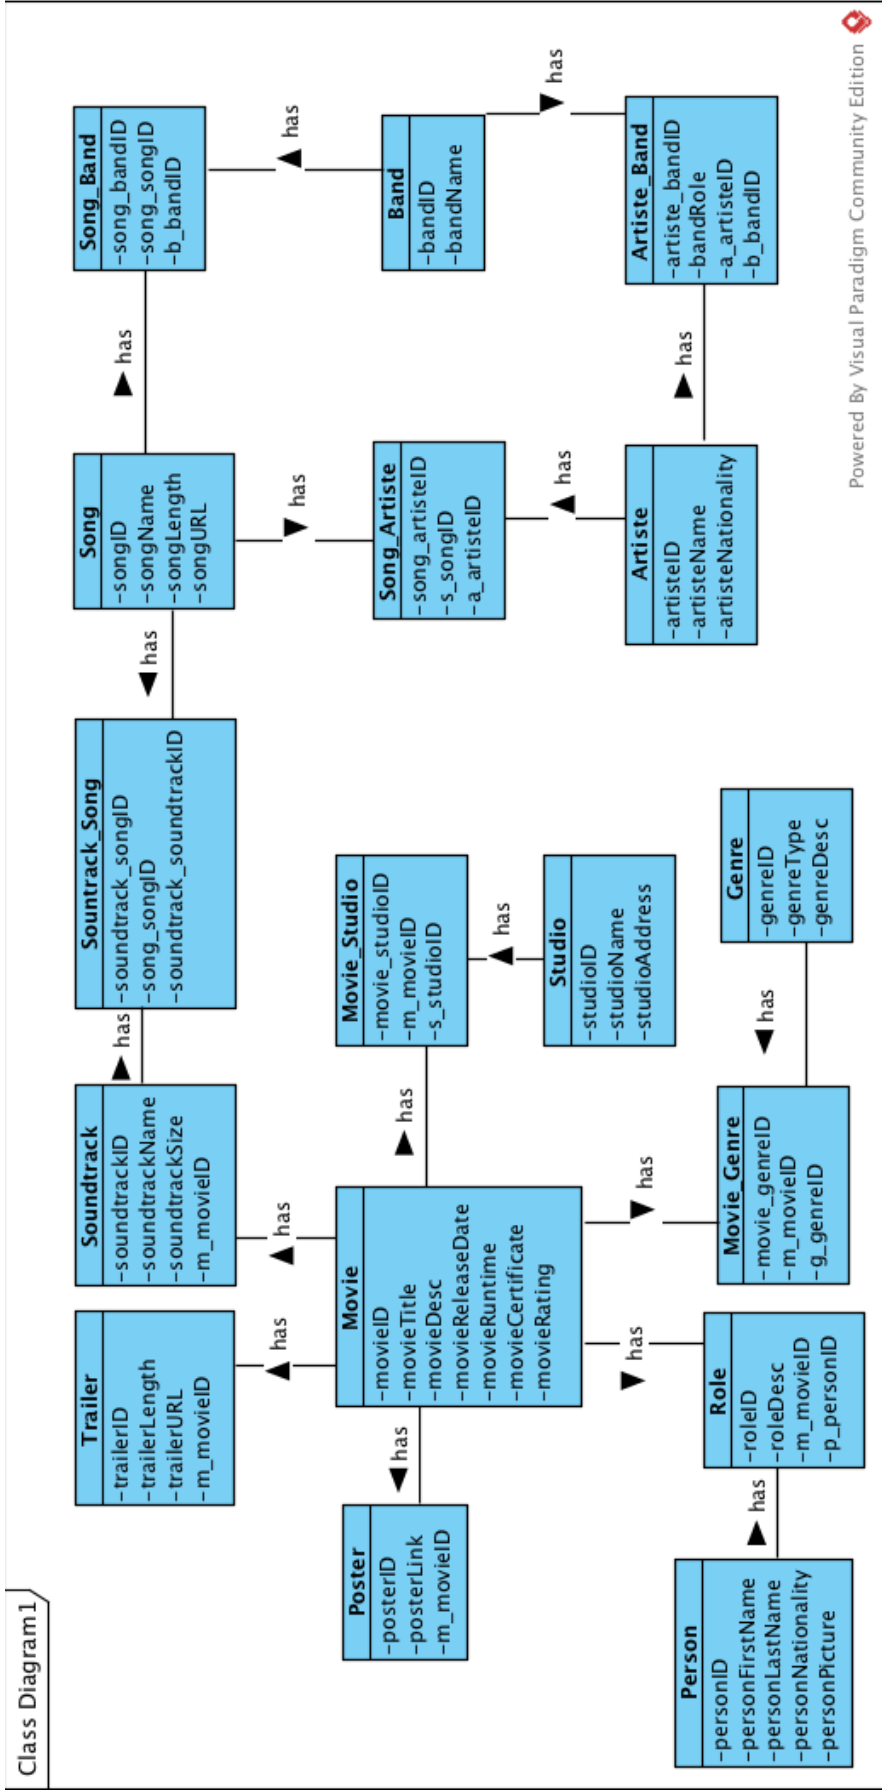 Class Diagram1
Trailer
-trailerID
-trailerLength
-trailerURL
-m_movieID
Soundtrack
-soundtrackID
-soundtrackName
-soundtrackSize
-m_movieID
has
Sountrack_Song
-soundtrack_songID
-song_songID
-soundtrack_soundtrackID
has
Song
-songID
-songName
-songLength
-songURL
has
Song_Band
-song_bandID
-song_songID
-b_bandID
has
has
has
has
Poster
-posterID
-posterLink
-m_movieID
has
Movie
-movieID
-movieTitle
-movieDesc
-movieReleaseDate
-movieRuntime
-movieCertificate
-movieRating
has
Movie_Studio
-movie_studioID
-m_movieID
-s_studioID
Song_Artiste
-song_artisteID
-s_songID
-a_artisteID
Band
-bandID
-bandName
has
has
has
Studio
-studioID
-studioName
-studioAddress
has
has
Person
-personID
-personFirstName
-personLastName
-personNationality
-personPicture
has
Role
-roleID
-roleDesc
-m_movieID
-p_personID
Movie_Genre
-movie_genreID
-m_movieID
-g_genreID
has
Genre
-genreID
-genreType
-genreDesc
Artiste
-artisteID
-artisteName
-artisteNationality
has
Artiste_Band
-artiste_bandID
-bandRole
-a_artisteID
-b_bandID
Powered By Visual Paradigm Community Edition